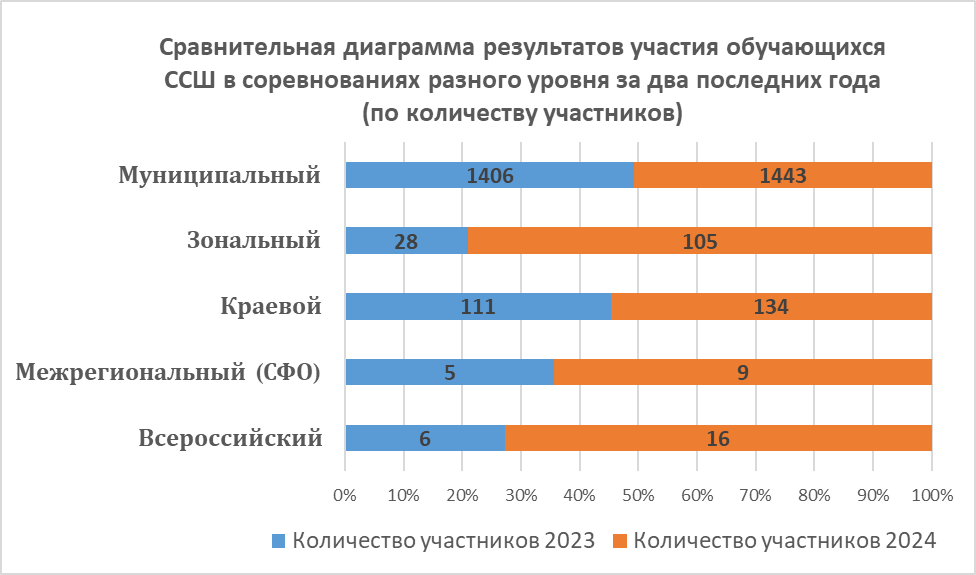 Сравнительная диаграмма результатов участия обучающихся
ССШ в соревнованиях разного уровня за два последних года
(по количеству участников)
Муниципальный 1406 1443
Зональный 28 105
Краевой 111 134
Межрегиональный (СФО) 5 9
Всероссийский 6 16
0% 10% 20% 30% 40% 50% 60% 70% 80% 90% 100%
Количество участников 2023 Количество участников 2024